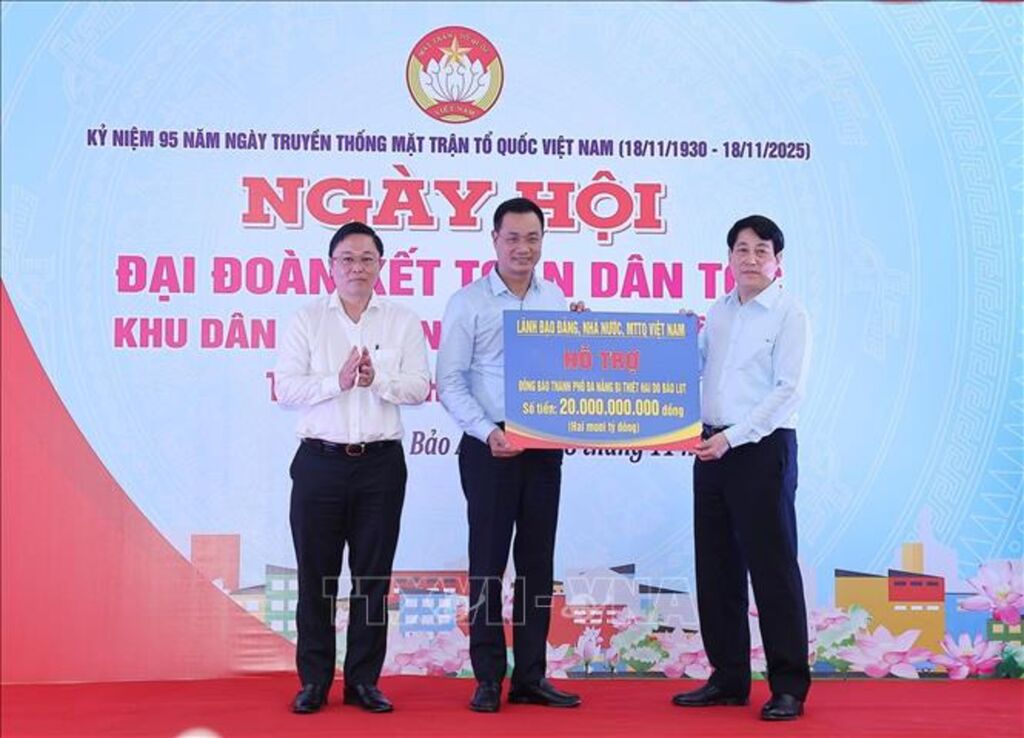 MẶT TRẬN TỔ QUỐC
VIỆT NAM
KỶ NIỆM 95 NĂM NGÀY TRUYỀN THỐNG MẶT TRẬN TỔ QUỐC VIỆT NAM (18/11/1930 - 18/11/2025)
NGÀY HỘI
ĐẠI ĐOÀN KẾT TOÀN DÂN
KHU DÂN
Bảo
tháng 11
LÃNH ĐẠO ĐẢNG, NHÀ NƯỚC, MTTQ VIỆT NAM
HỖ TRỢ
ĐỒNG BÀO THÀNH PHỐ ĐÀ NẴNG BỊ THIỆT HẠI DO BÃO LỤT
Số tiền: 20.000.000.000 đồng
(Hai mươi tỷ đồng)
TTXVN - VNA